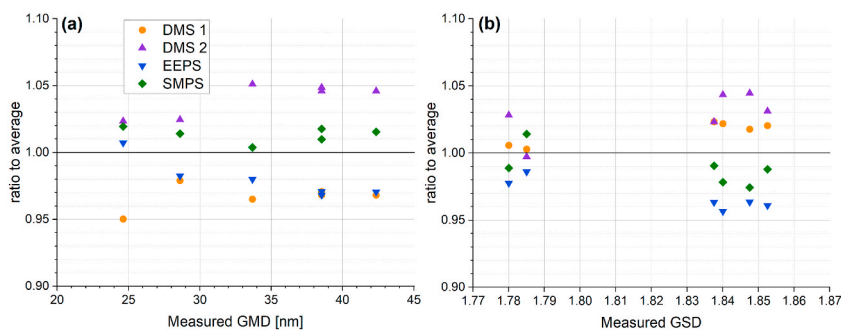 (a)
DMS 1
DMS 2
EEPS
SMPS
1.10
1.05
1.00
0.95
0.90
ratio to average
20 25 30 35 40 45
Measured GMD [nm]
(b)
1.10
1.05
1.00
0.95
0.90
ratio to average
1.77 1.78 1.79 1.80 1.81 1.82 1.83 1.84 1.85 1.86 1.87
Measured GSD